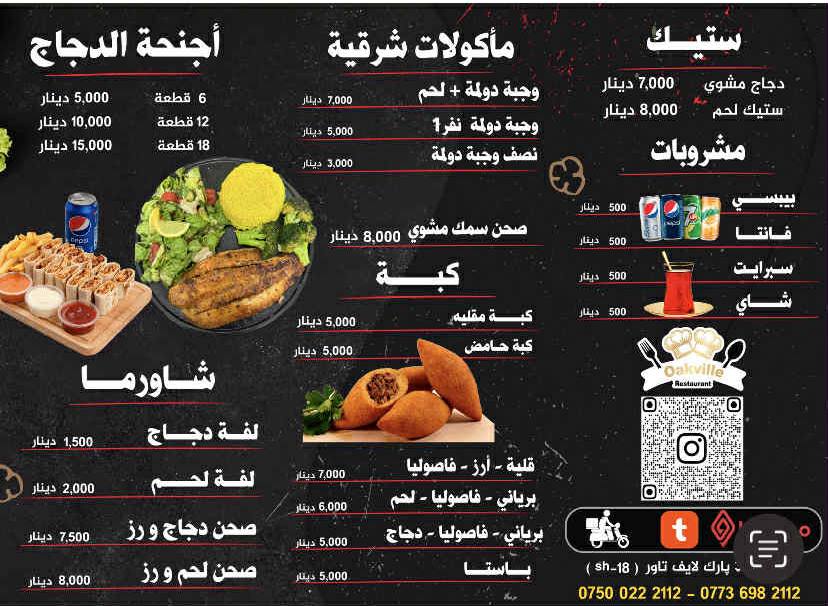 ستيك
دجاج مشوي 7,000 دينار
ستيك لحم 8,000 دينار
مشروبات
بيبسي 500 دينار
فانتا 500 دينار
سبرايت 500 دينار
شاي 500 دينار
Oakville
Restaurant
t
پارك لايف تاور ( sh-18 )
0750 022 2112 - 0773 698 2112
مأكولات شرقية
وجبة دولمة + لحم 7,000 دينار
وجبة دولمة نفر1 5,000 دينار
نصف وجبة دولمة 3,000 دينار
صحن سمك مشوي 8,000 دينار
كبة
كبة مقليه 5,000 دينار
كبة حامض 5,000 دينار
قلية - أرز - فاصوليا 7,000 دينار
برياني - فاصوليا - لحم 6,000 دينار
برياني - فاصوليا - دجاج 5,000 دينار
باستا 5,000 دينار
أجنحة الدجاج
6 قطعة 5,000 دينار
12 قطعة 10,000 دينار
18 قطعة 15,000 دينار
pepsi
شاورما
لفة دجاج 1,500 دينار
لفة لحم 2,000 دينار
صحن دجاج و رز 7,500 دينار
صحن لحم و رز 8,000 دينار